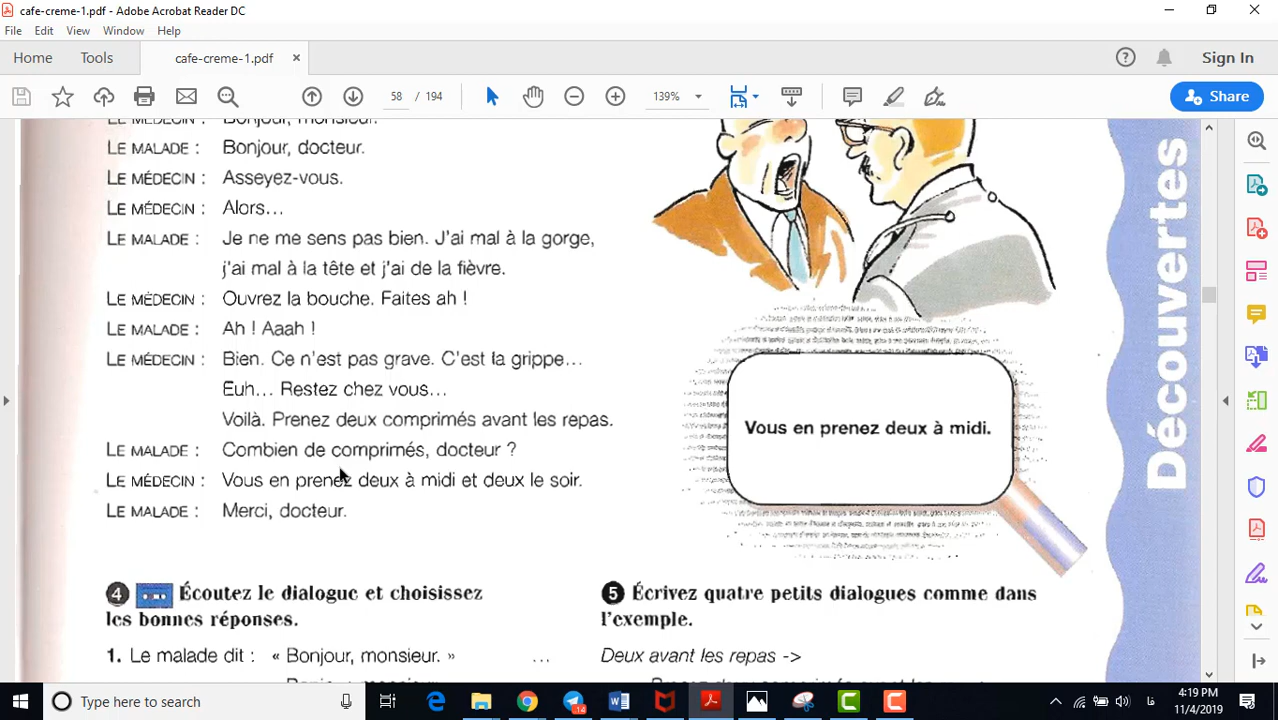 cafe-creme-1.pdf - Adobe Acrobat Reader DC
File Edit View Window Help
Home Tools cafe-creme-1.pdf × Sign In
58 / 194 139% Share
LE MÉDECIN : Bonjour, monsieur.
LE MALADE : Bonjour, docteur.
LE MÉDECIN : Asseyez-vous.
LE MÉDECIN : Alors...
LE MALADE : Je ne me sens pas bien. J'ai mal à la gorge,
j'ai mal à la tête et j'ai de la fièvre.
LE MÉDECIN : Ouvrez la bouche. Faites ah !
LE MALADE : Ah ! Aaah !
LE MÉDECIN : Bien. Ce n'est pas grave. C'est la grippe...
Euh... Restez chez vous...
Voilà. Prenez deux comprimés avant les repas.
LE MALADE : Combien de comprimés, docteur ?
LE MÉDECIN : Vous en prenez deux à midi et deux le soir.
LE MALADE : Merci, docteur.
Vous en prenez deux à midi.
Découvertes
4 Écoutez le dialogue et choisissez
les bonnes réponses.
1. Le malade dit : « Bonjour, monsieur. » ...
5 Écrivez quatre petits dialogues comme dans
l'exemple.
Deux avant les repas ->
Type here to search
14
4:19 PM
11/4/2019